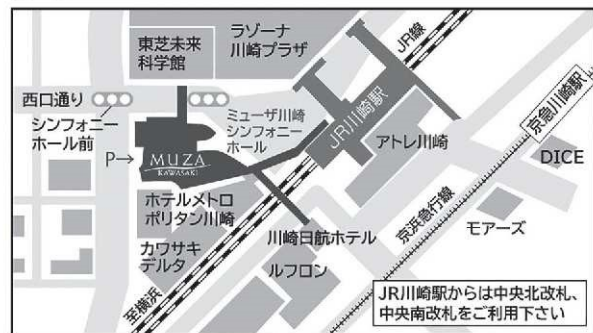 ラゾーナ
川崎プラザ
東芝未来
科学館
JR線
西口通り
シンフォニー
ホール前
ミューザ川崎
シンフォニー
ホール
JR川崎駅
京急川崎駅
P→
MUZA
KAWASAKI
アトレ川崎
DICE
ホテルメトロ
ポリタン川崎
京浜急行線
モアーズ
カワサキ
デルタ
川崎日航ホテル
ルフロン
至横浜
JR川崎駅からは中央北改札、
中央南改札をご利用下さい